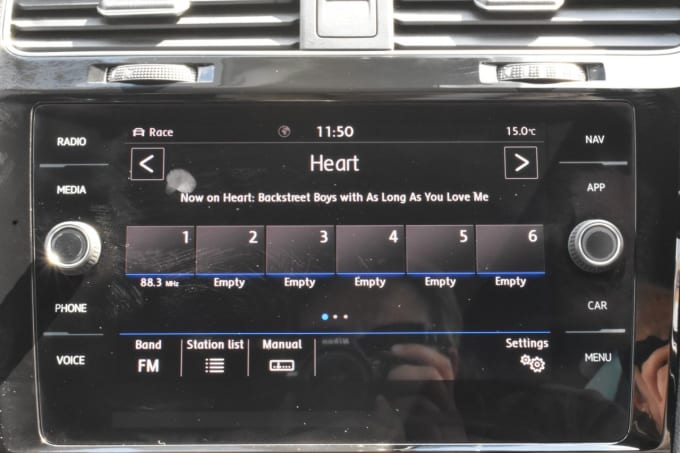 RADIO
MEDIA
PHONE
VOICE
Race 11:50 15.0°C
< Heart >
Now on Heart: Backstreet Boys with As Long As You Love Me
1 2 3 4 5 6
88.3 MHz Empty Empty Empty Empty Empty
Band Station list Manual Settings
FM
NAV
APP
CAR
MENU